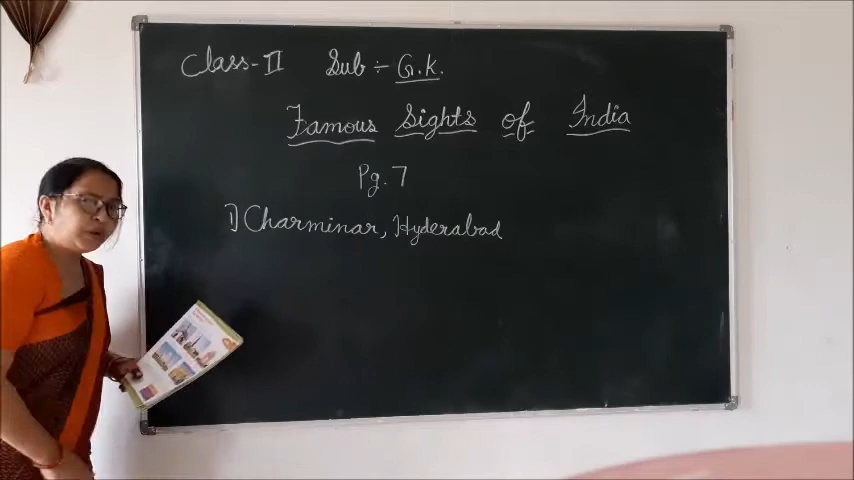 Class-II Sub÷ G.K.
Famous Sights of India
Pg. 7
1) Charminar, Hyderabad